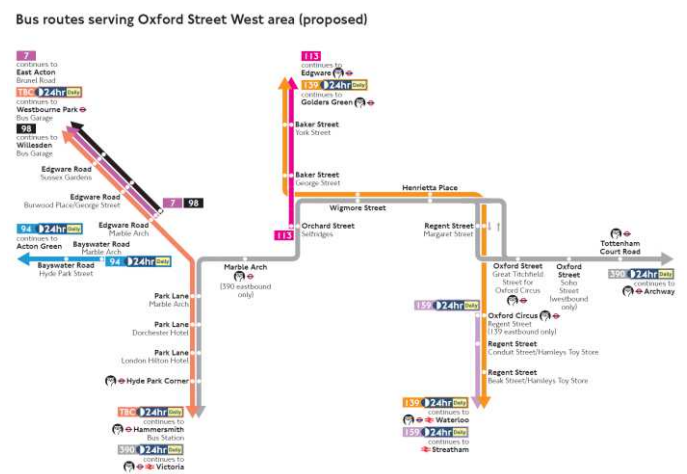 Bus routes serving Oxford Street West area (proposed)
7
continues to
East Acton
Brunel Road
TBC 24hr Daily
continues to
Westbourne Park
Bus Garage
98
continues to
Willesden
Bus Garage
Edgware Road
Sussex Gardens
Edgware Road
Burwood Place/George Street
7 98
Edgware Road
Marble Arch
94 24hr Daily
continues to
Acton Green
Bayswater Road
Marble Arch
94 24hr Daily
Bayswater Road
Hyde Park Street
113
continues to
Edgware
139 24hr Daily
continues to
Golders Green
Baker Street
York Street
Baker Street
George Street
Henrietta Place
Wigmore Street
Orchard Street
Selfridges
113
Regent Street
Margaret Street
Marble Arch
(390 eastbound
only)
Oxford Street
Great Titchfield
Street for
Oxford Circus
Oxford
Street
Soho
Street
(westbound
only)
Tottenham
Court Road
390 24hr Daily
continues to
Archway
Park Lane
Marble Arch
Park Lane
Dorchester Hotel
Park Lane
London Hilton Hotel
Hyde Park Corner
159 24hr Daily
Oxford Circus
Regent Street
(139 eastbound only)
Regent Street
Conduit Street/Hamleys Toy Store
Regent Street
Beak Street/Hamleys Toy Store
TBC 24hr Daily
continues to
Hammersmith
Bus Station
390 24hr Daily
continues to
Victoria
139 24hr Daily
continues to
Waterloo
159 24hr Daily
continues to
Streatham